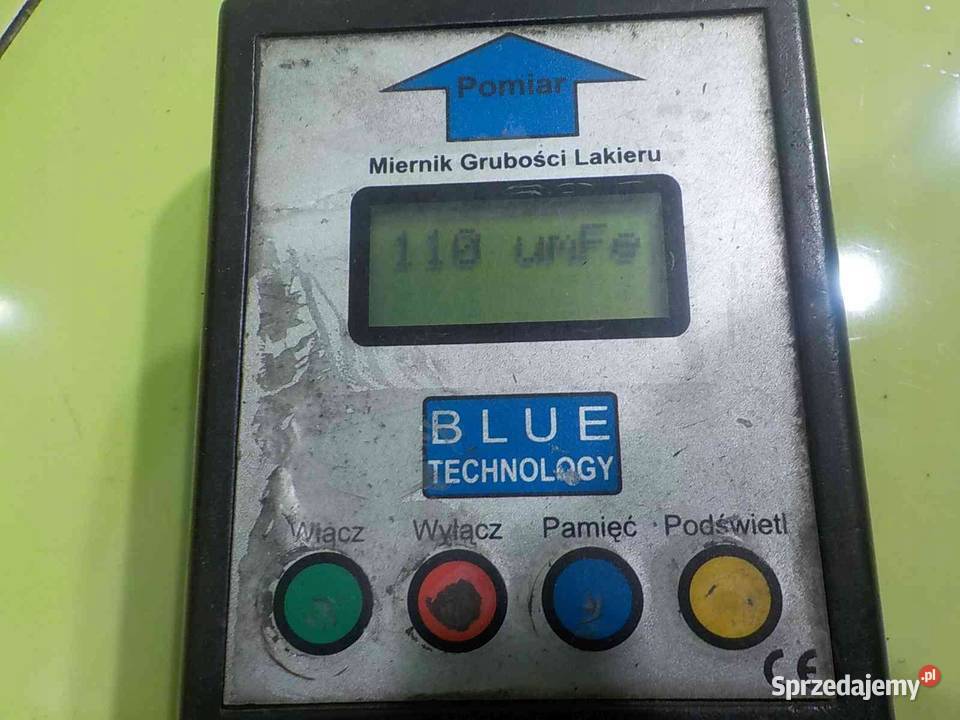 Pomiar
Miernik Grubości Lakieru
110 umFe
BLUE
TECHNOLOGY
Włącz Wyłącz Pamięć Podświetl
CE
Sprzedajemy.pl